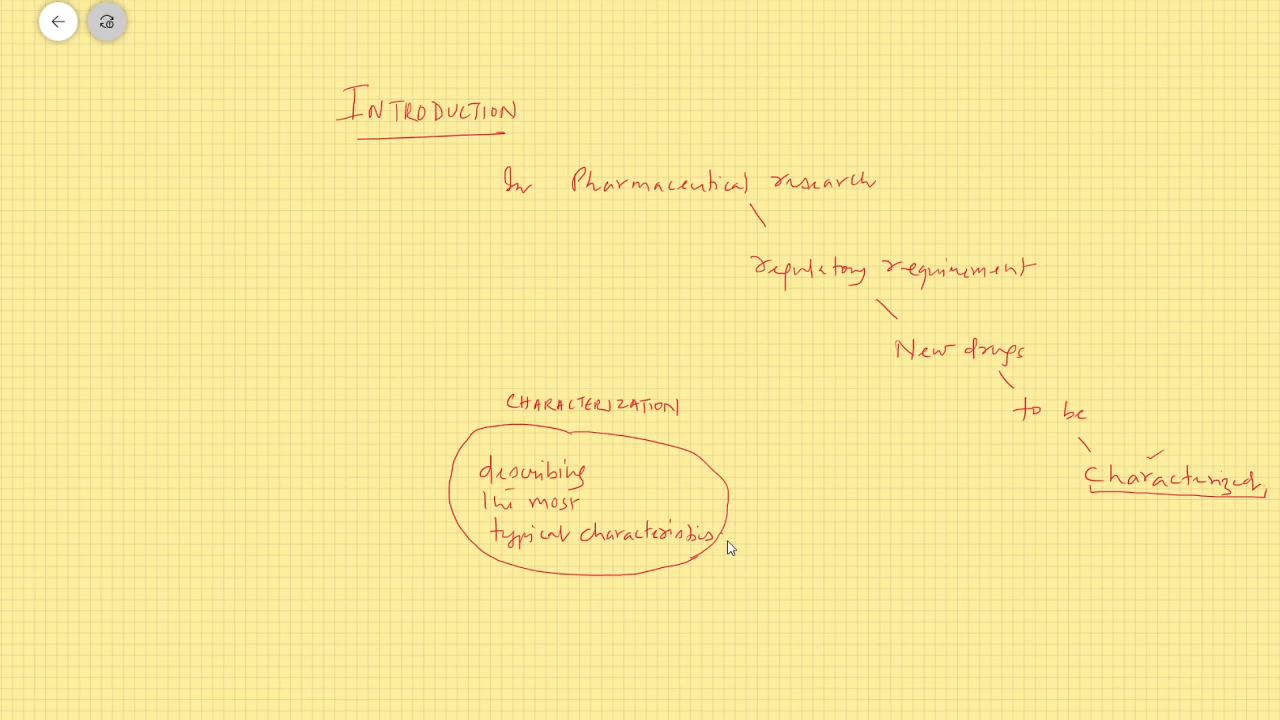 INTRODUCTION
In Pharmaceutical research
regulatory requirement
New drugs
to be
Characterized
CHARACTERIZATION
describing
the most
typical characteristics